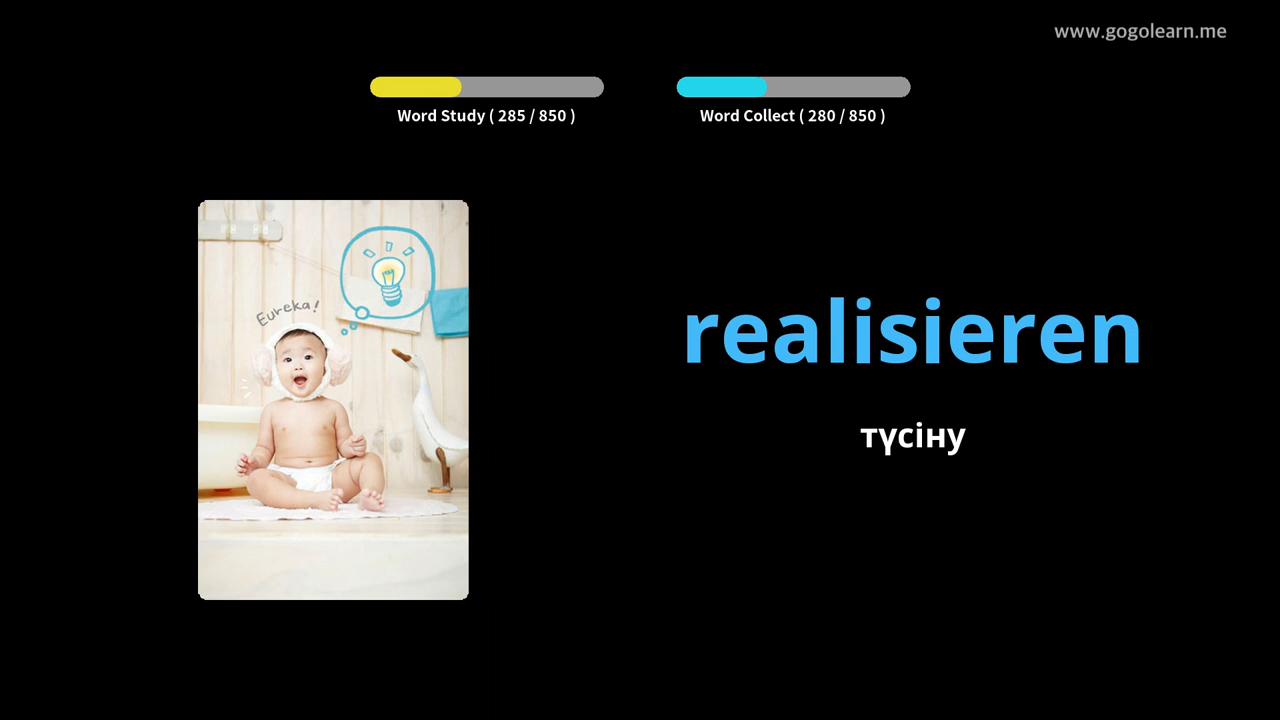 www.gogolearn.me
Word Study ( 285 / 850 )
Word Collect ( 280 / 850 )
Eureka!
realisieren
түсіну